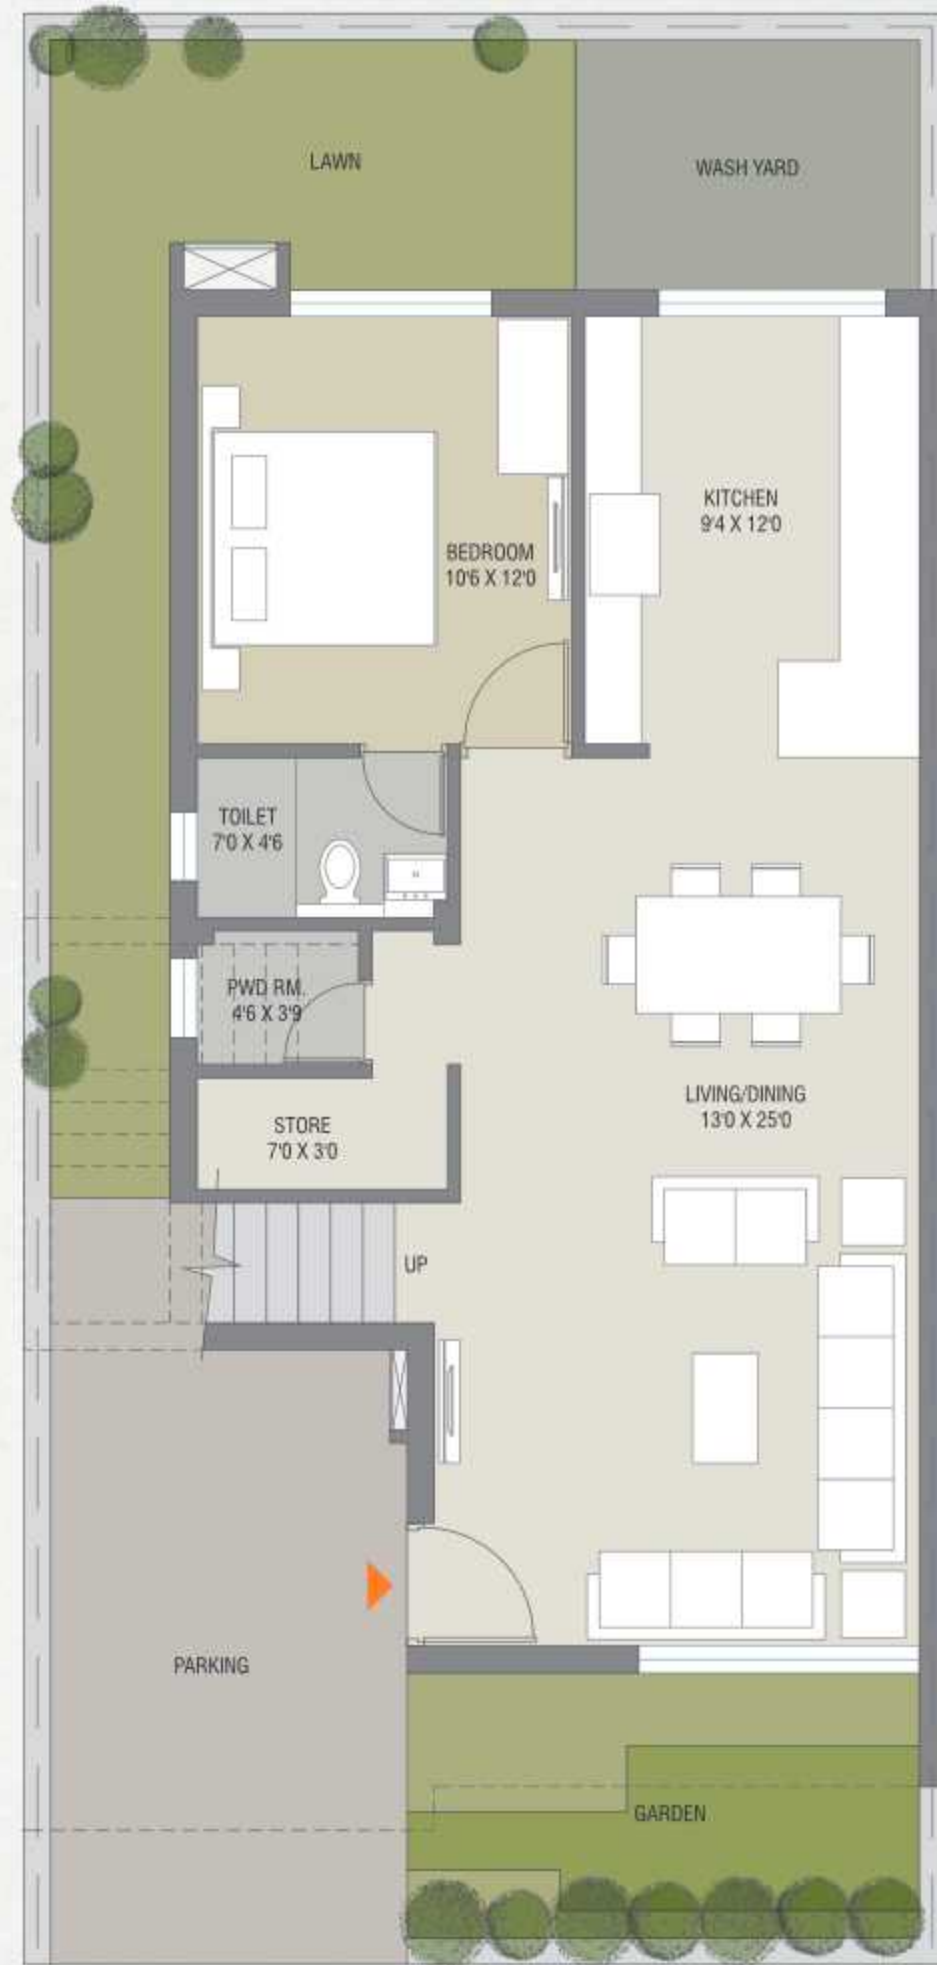 LAWN
WASH YARD
KITCHEN
9'4 X 12'0
BEDROOM
10'6 X 12'0
TOILET
7'0 X 4'6
PWD RM.
4'6 X 3'9
LIVING/DINING
13'0 X 25'0
STORE
7'0 X 3'0
UP
PARKING
GARDEN